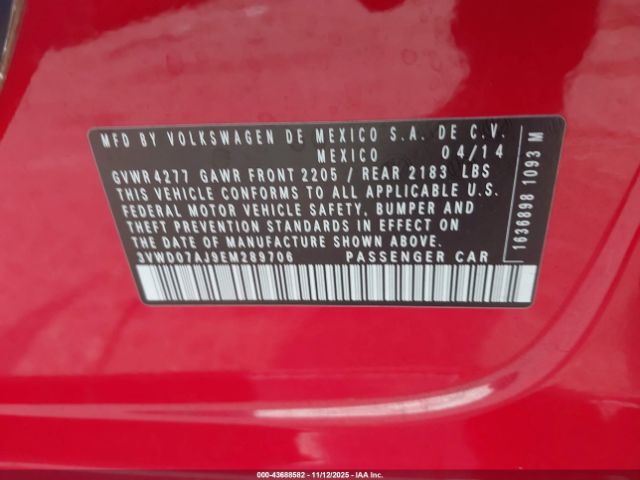 MFD BY VOLKSWAGEN DE MEXICO S.A. DE C.V.
MEXICO 04/14
GVWR 4277 GAWR FRONT 2205 / REAR 2183 LBS
THIS VEHICLE CONFORMS TO ALL APPLICABLE U.S.
FEDERAL MOTOR VEHICLE SAFETY, BUMPER AND
THEFT PREVENTION STANDARDS IN EFFECT ON
THE DATE OF MANUFACTURE SHOWN ABOVE.
3VWD07AJ9EM289706 PASSENGER CAR
1636898 1093 M
000-43688582 - 11/12/2025 - IAA Inc.